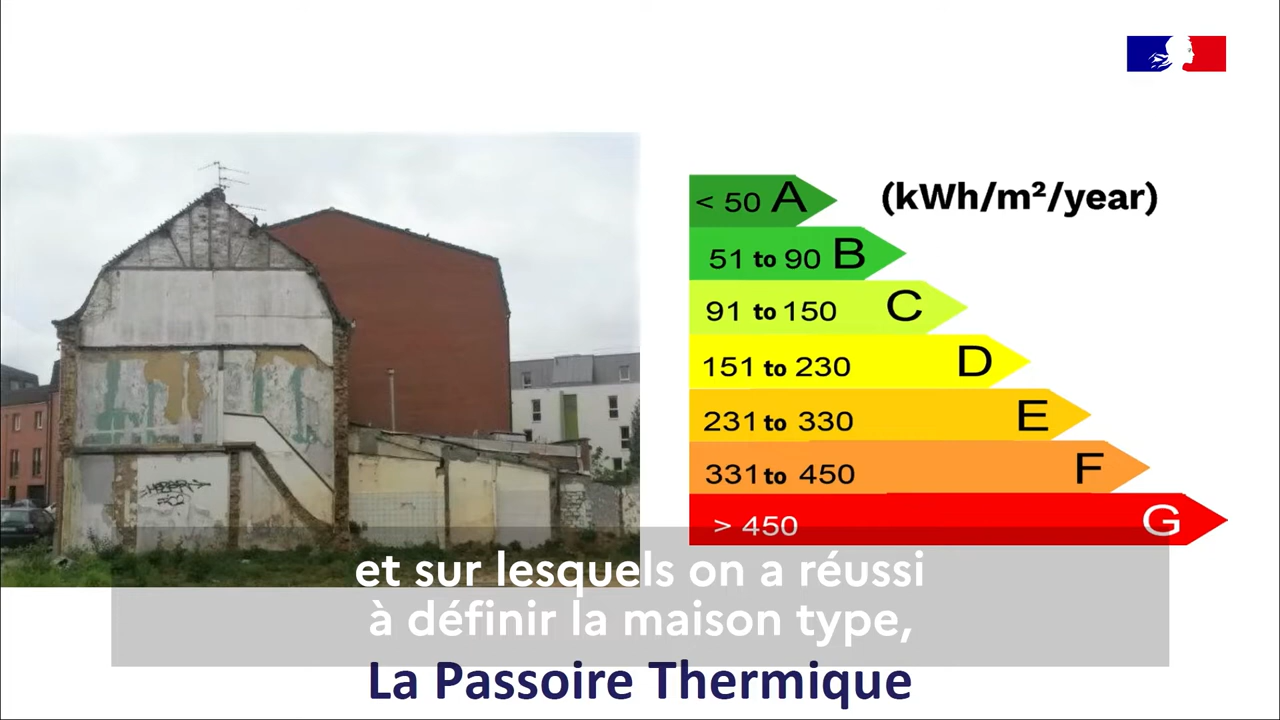 (kWh/m²/year)
< 50 A
51 to 90 B
91 to 150 C
151 to 230 D
231 to 330 E
331 to 450 F
> 450 G
et sur lesquels on a réussi
à définir la maison type,
La Passoire Thermique